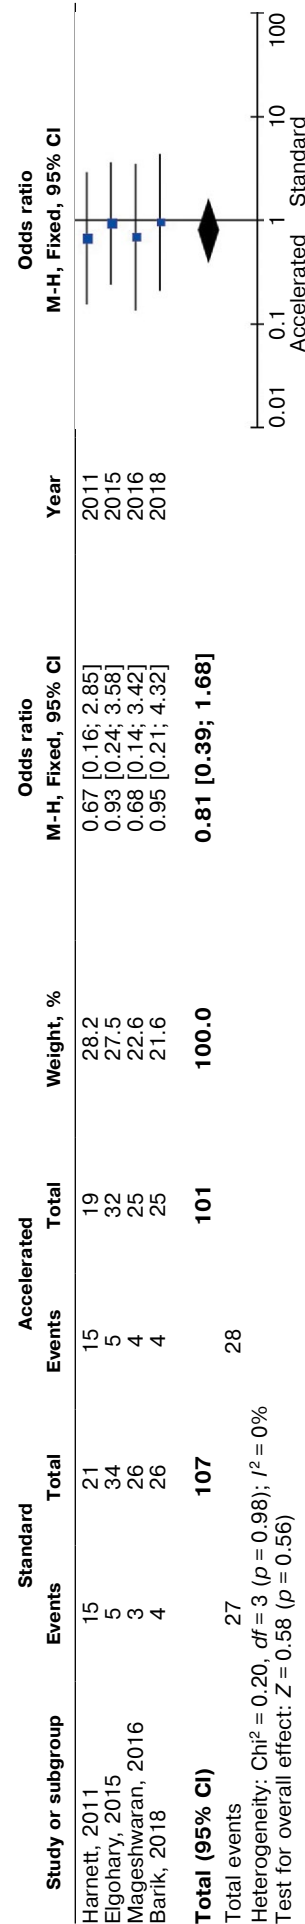 Standard Accelerated Odds ratio Odds ratio
Study or subgroup Events Total Events Total Weight, % M-H, Fixed, 95% CI Year M-H, Fixed, 95% CI
Harnett, 2011 15 21 15 19 28.2 0.67 [0.16; 2.85] 2011
Elgohary, 2015 5 34 5 32 27.5 0.93 [0.24; 3.58] 2015
Mageshwaran, 2016 3 26 4 25 22.6 0.68 [0.14; 3.42] 2016
Barik, 2018 4 26 4 25 21.6 0.95 [0.21; 4.32] 2018
Total (95% CI) 107 101 100.0 0.81 [0.39; 1.68]
Total events 27 28
Heterogeneity: Chi² = 0.20, df = 3 (p = 0.98); I² = 0%
Test for overall effect: Z = 0.58 (p = 0.56)
0.01 0.1 1 10 100
Accelerated Standard